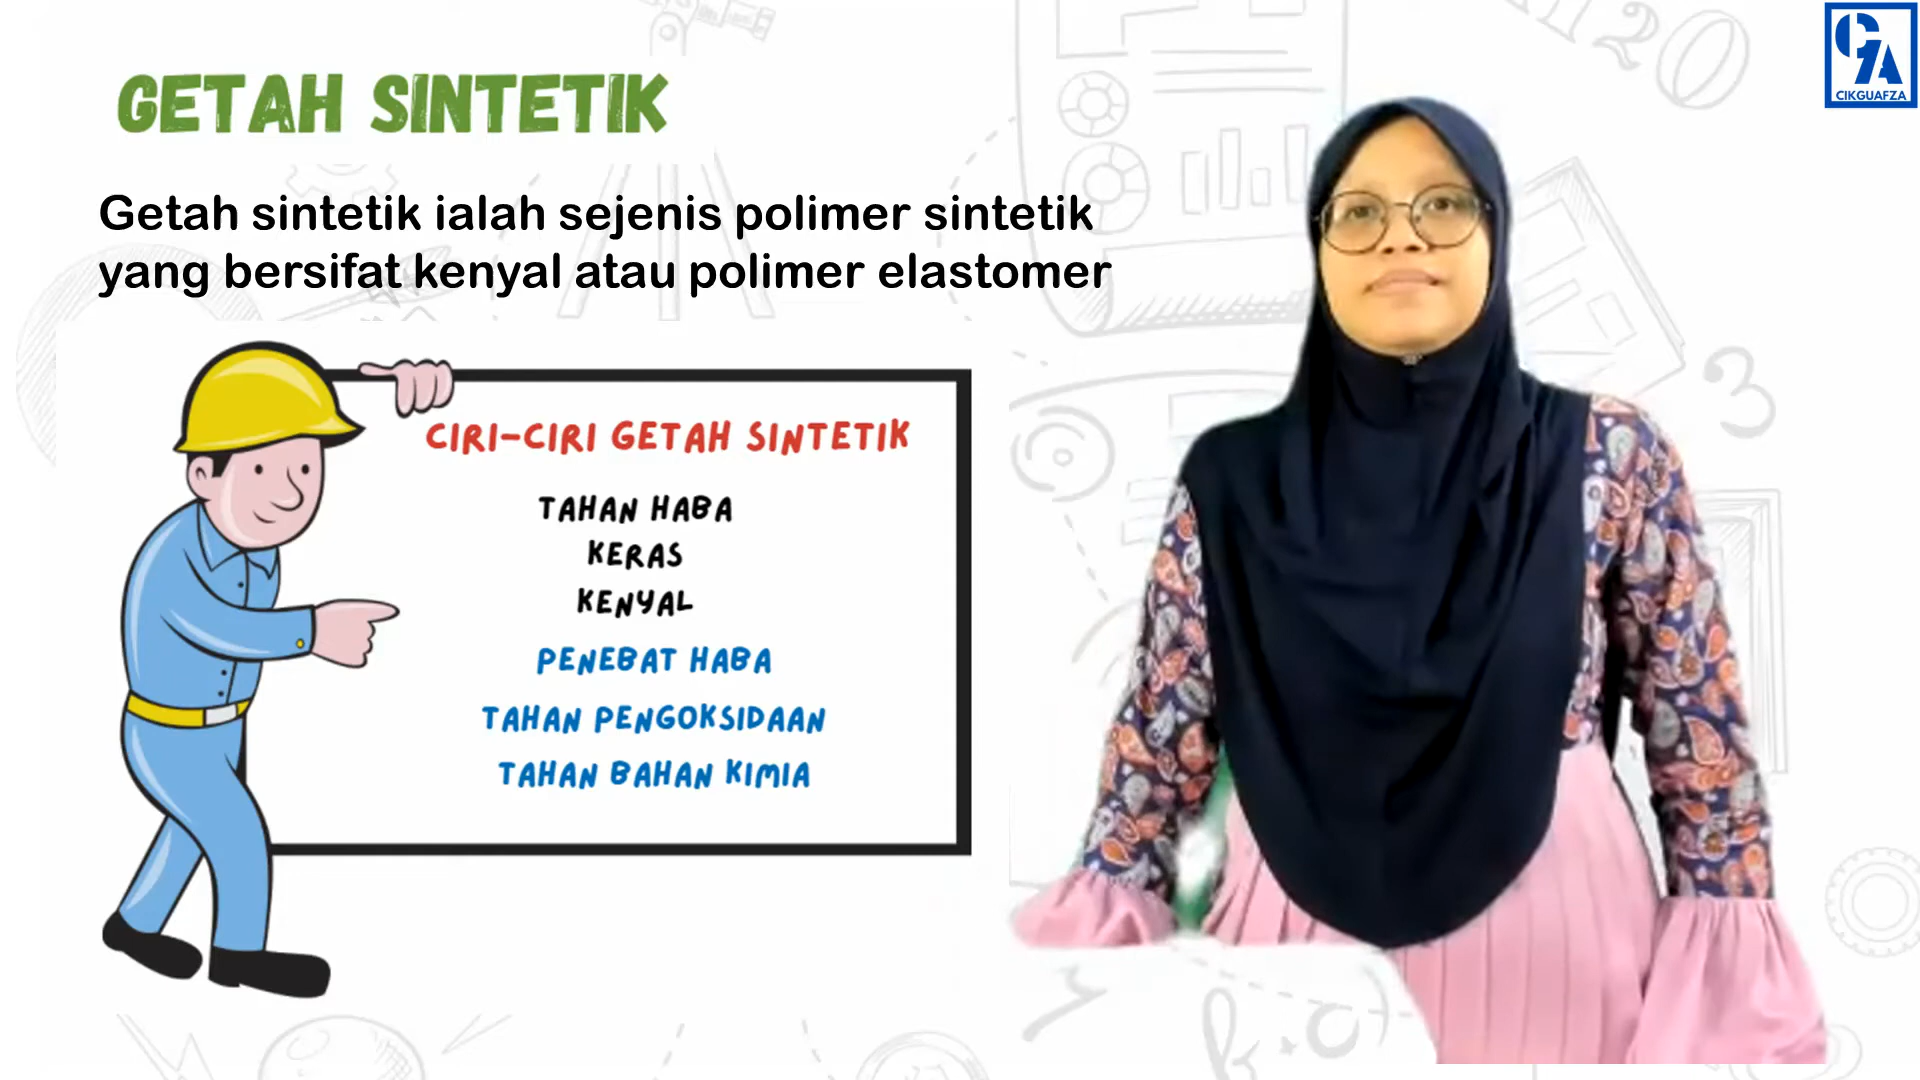 GETAH SINTETIK
Getah sintetik ialah sejenis polimer sintetik
yang bersifat kenyal atau polimer elastomer
CIRI-CIRI GETAH SINTETIK
TAHAN HABA
KERAS
KENYAL
PENEBAT HABA
TAHAN PENGOKSIDAAN
TAHAN BAHAN KIMIA
CIKGUAFZA